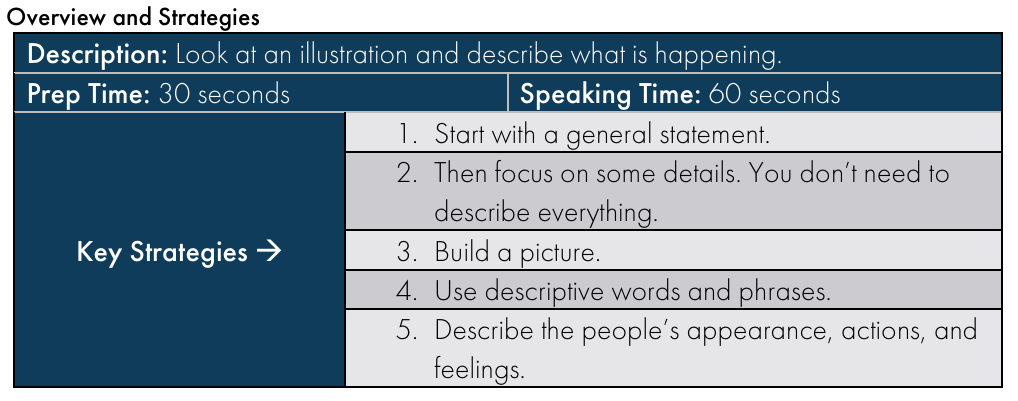 Overview and Strategies
Description: Look at an illustration and describe what is happening.
Prep Time: 30 seconds
Speaking Time: 60 seconds
Key Strategies →
1. Start with a general statement.
2. Then focus on some details. You don’t need to
describe everything.
3. Build a picture.
4. Use descriptive words and phrases.
5. Describe the people’s appearance, actions, and
feelings.